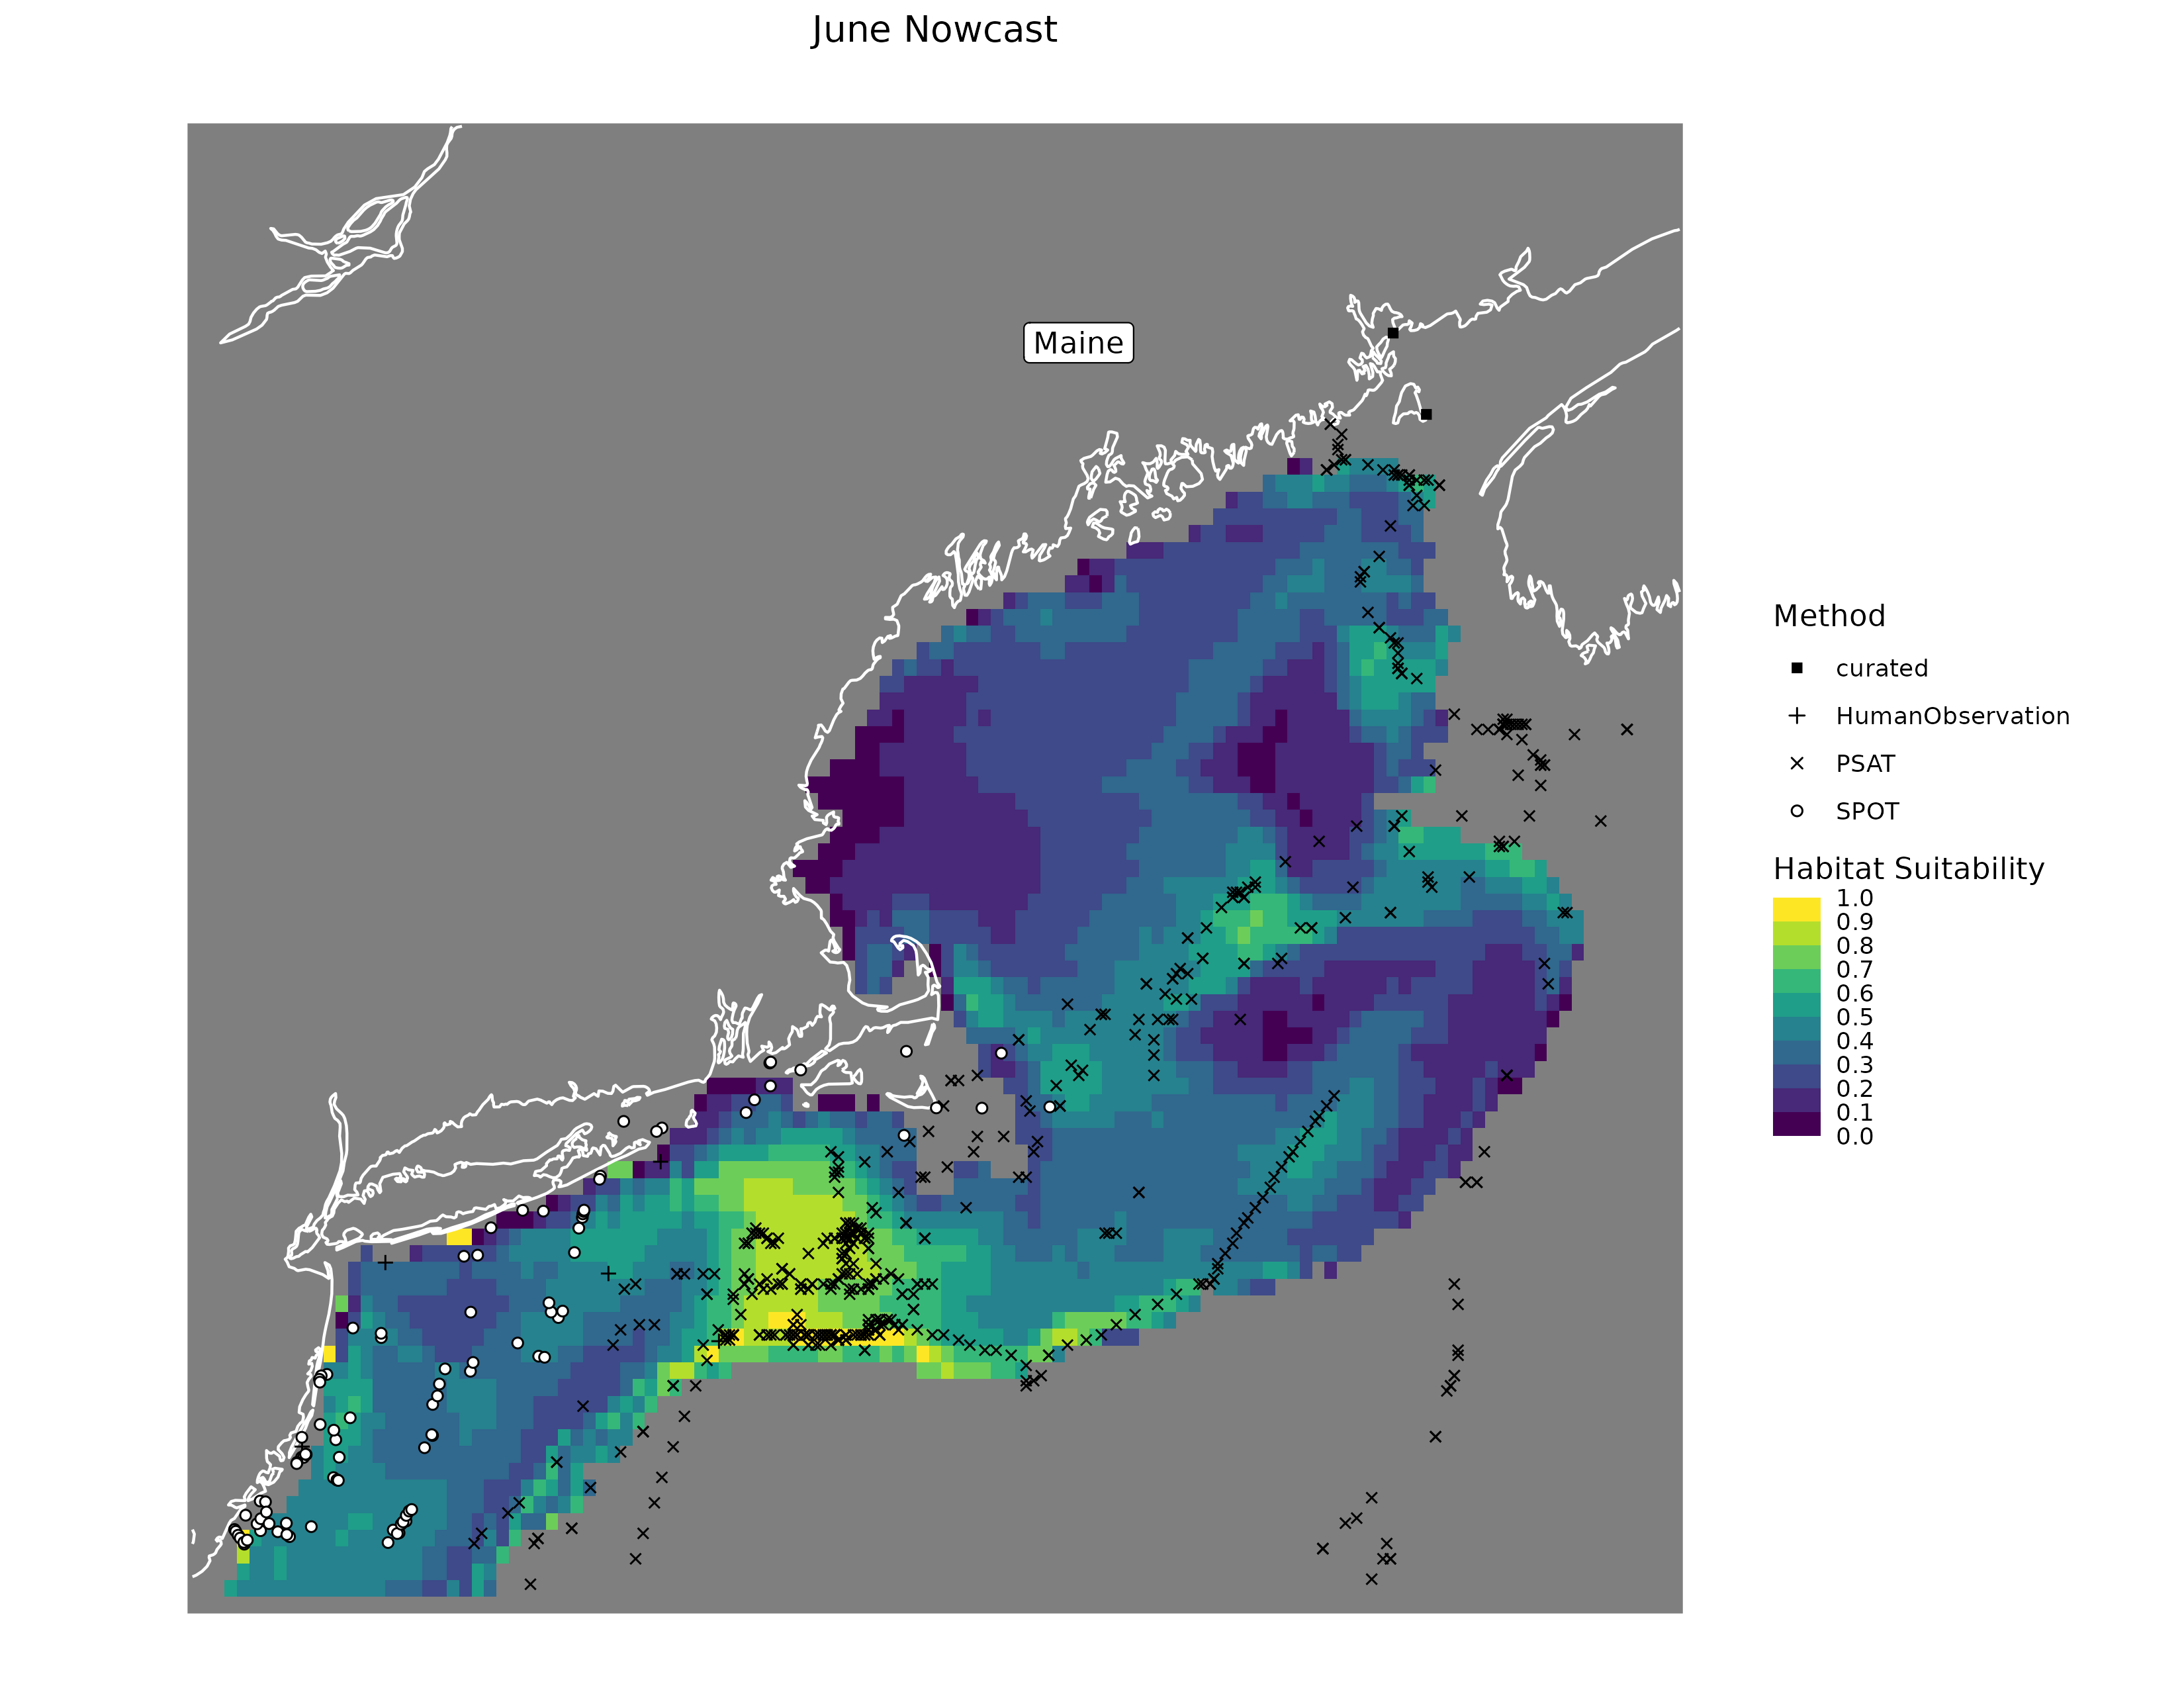 June Nowcast
Maine
Method
curated
HumanObservation
PSAT
SPOT
Habitat Suitability
1.0
0.9
0.8
0.7
0.6
0.5
0.4
0.3
0.2
0.1
0.0